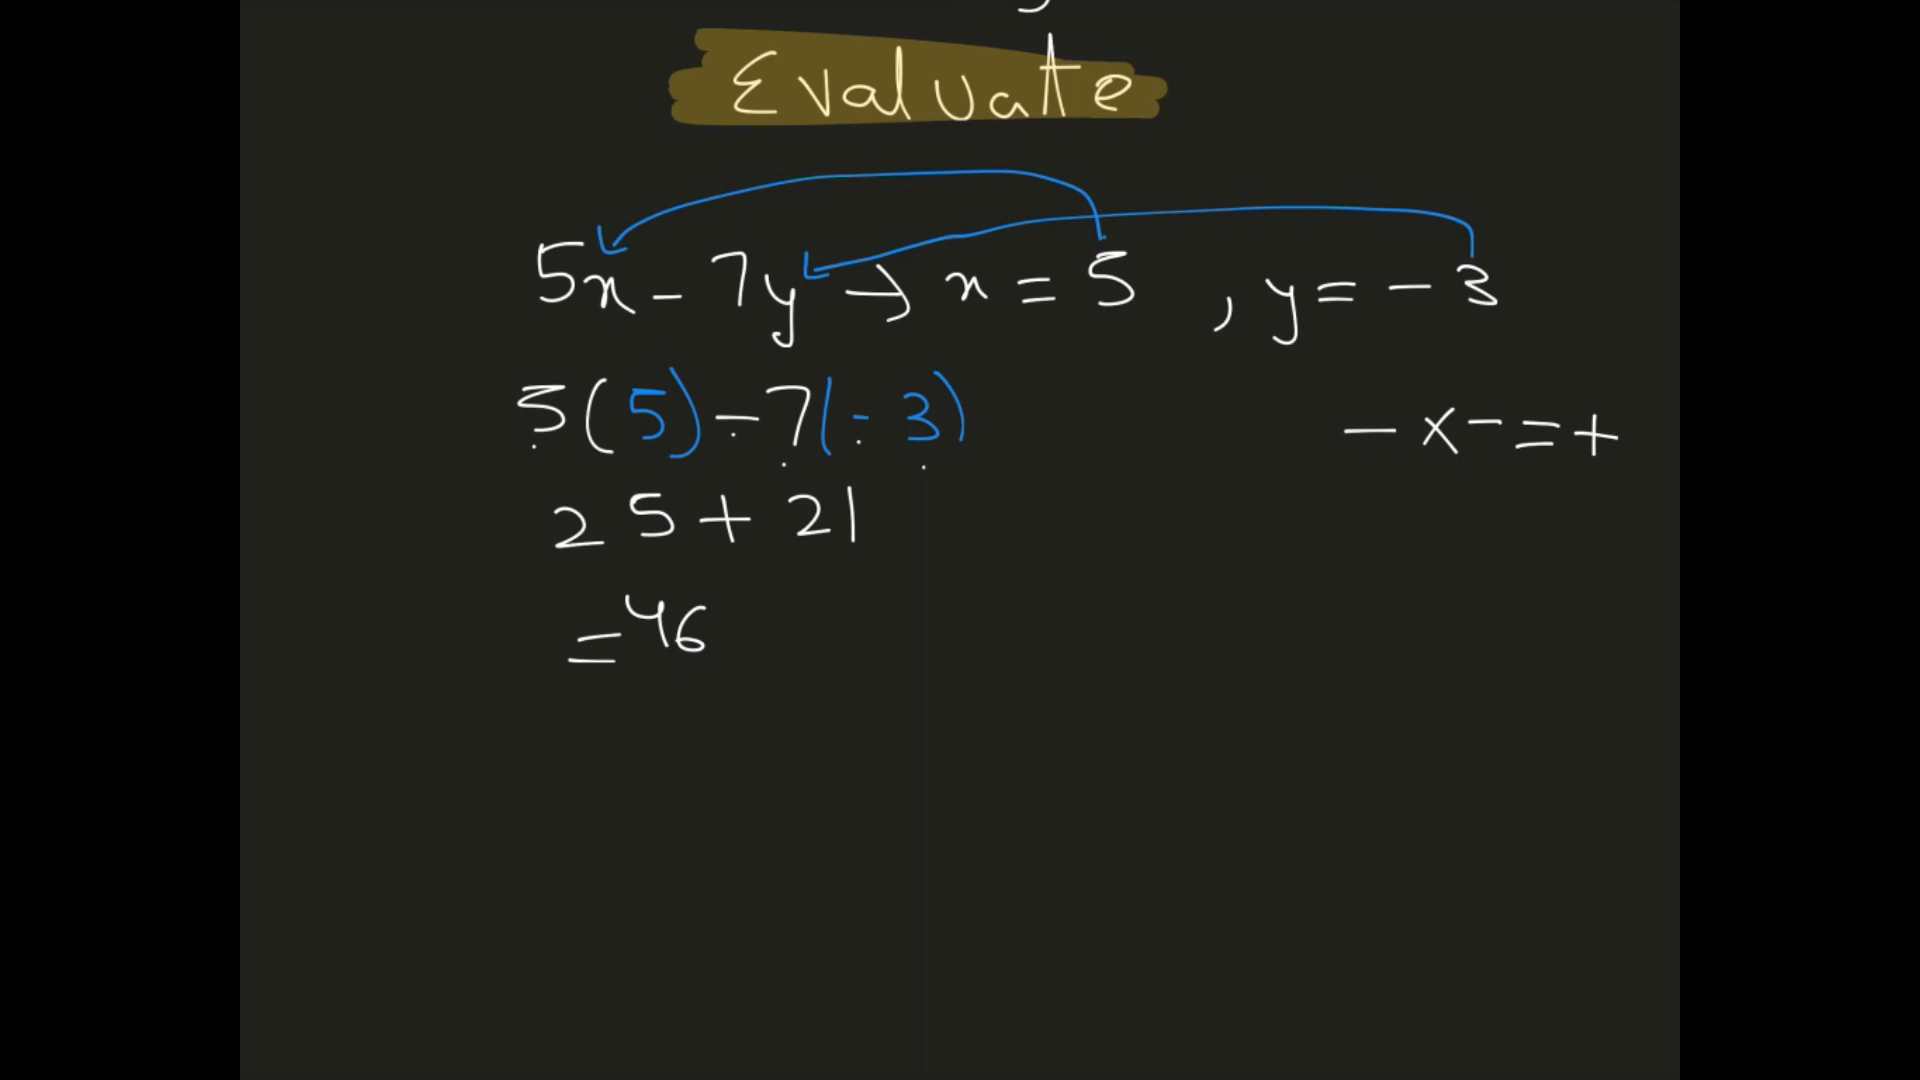 Evaluate
5x - 7y → x = 5 , y = - 3
5(5) - 7(- 3)
- x - = +
25 + 21
= 46